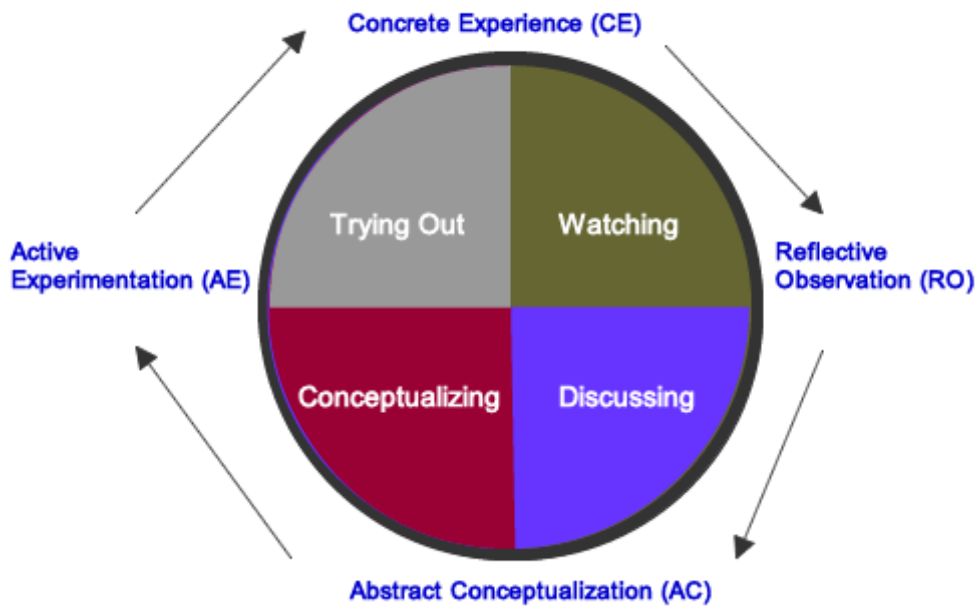 Concrete Experience (CE)
Trying Out
Watching
Active
Experimentation (AE)
Reflective
Observation (RO)
Conceptualizing
Discussing
Abstract Conceptualization (AC)